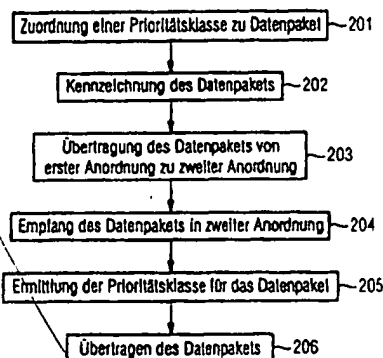 Zuordnung einer Prioritätsklasse zu Datenpaket 201
Kennzeichnung des Datenpakets 202
Übertragung des Datenpakets von
erster Anordnung zu zweiter Anordnung 203
Empfang des Datenpakets in zweiter Anordnung 204
Ermittlung der Prioritätsklasse für das Datenpaket 205
Übertragen des Datenpakets 206